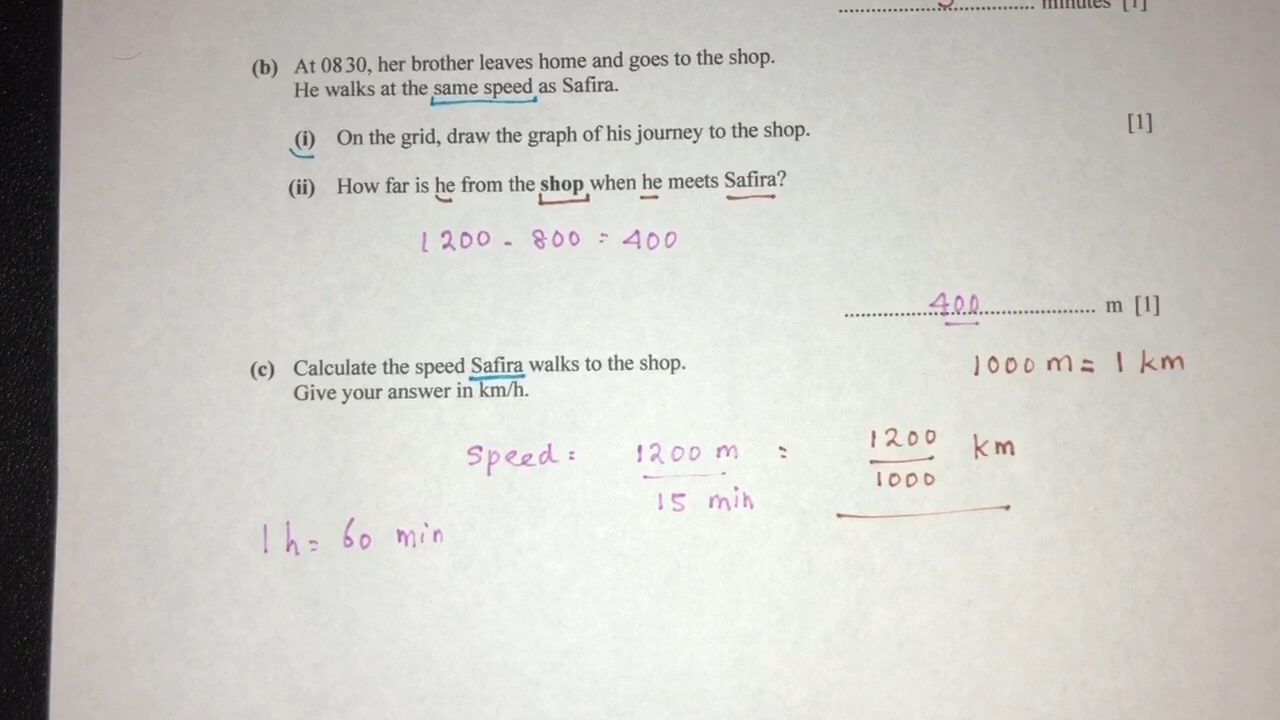 minutes [1]
(b) At 08 30, her brother leaves home and goes to the shop.
He walks at the same speed as Safira.
(i) On the grid, draw the graph of his journey to the shop. [1]
(ii) How far is he from the shop when he meets Safira?
1200 - 800 = 400
400 m [1]
(c) Calculate the speed Safira walks to the shop.
Give your answer in km/h.
1000 m = 1 km
Speed = 1200 m = 1200 km
15 min 1000
1 h = 60 min